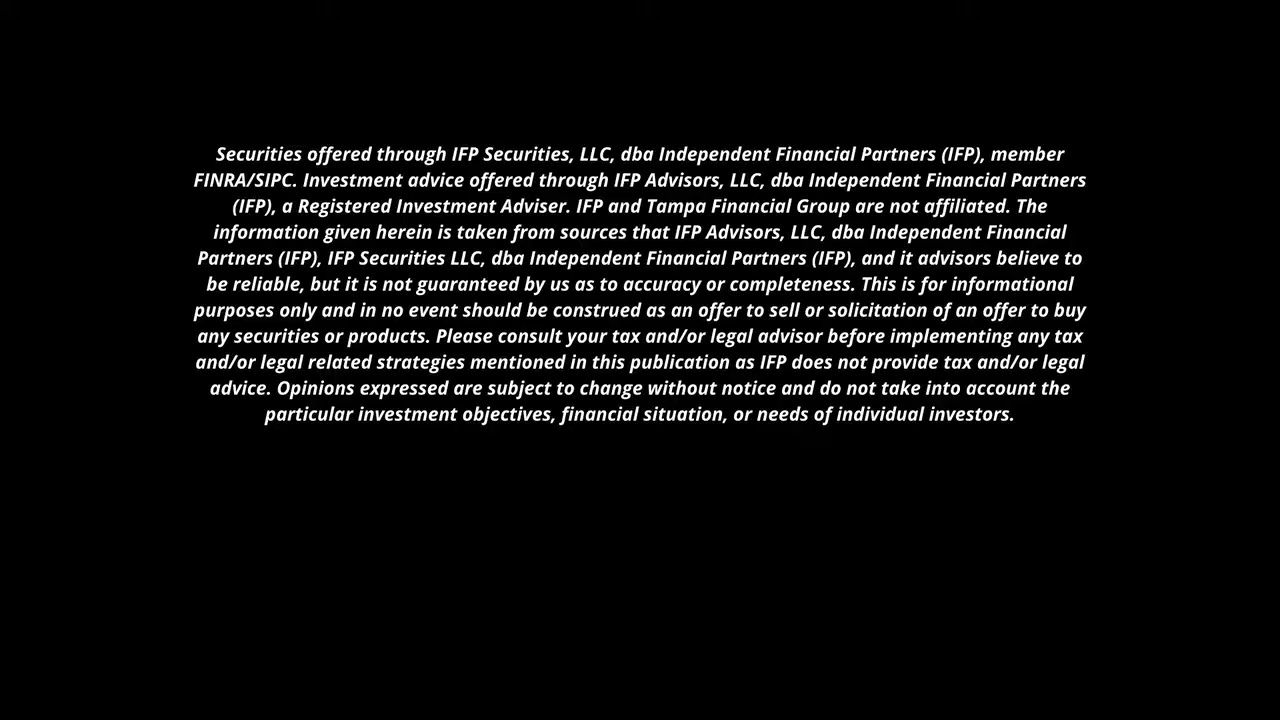 Securities offered through IFP Securities, LLC, dba Independent Financial Partners (IFP), member
FINRA/SIPC. Investment advice offered through IFP Advisors, LLC, dba Independent Financial Partners
(IFP), a Registered Investment Adviser. IFP and Tampa Financial Group are not affiliated. The
information given herein is taken from sources that IFP Advisors, LLC, dba Independent Financial
Partners (IFP), IFP Securities LLC, dba Independent Financial Partners (IFP), and it advisors believe to
be reliable, but it is not guaranteed by us as to accuracy or completeness. This is for informational
purposes only and in no event should be construed as an offer to sell or solicitation of an offer to buy
any securities or products. Please consult your tax and/or legal advisor before implementing any tax
and/or legal related strategies mentioned in this publication as IFP does not provide tax and/or legal
advice. Opinions expressed are subject to change without notice and do not take into account the
particular investment objectives, financial situation, or needs of individual investors.